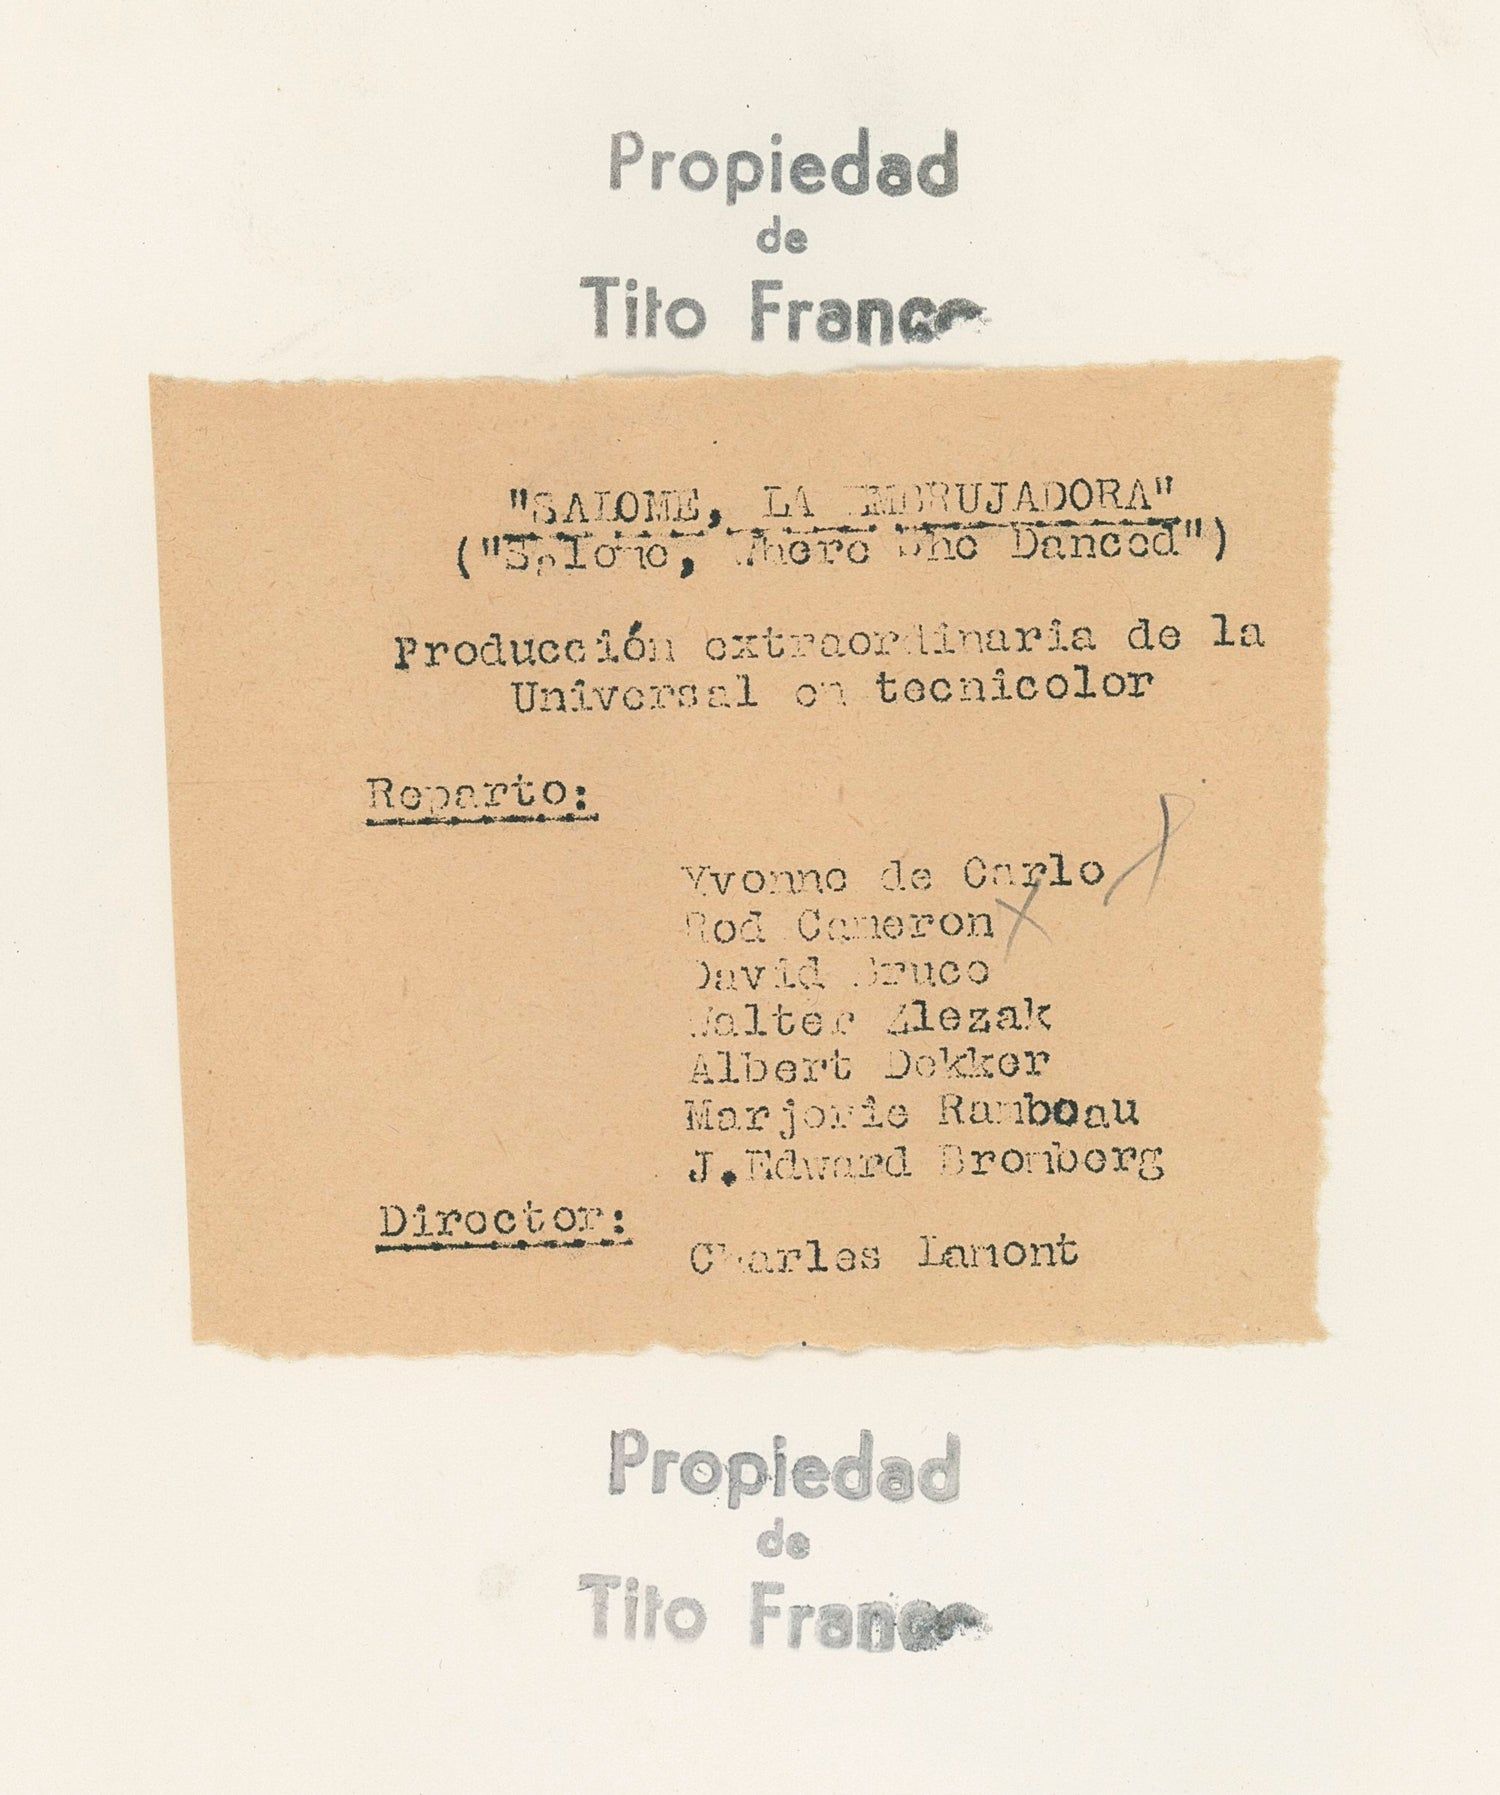 Propiedad
de
Tito Franco
"SALOME, LA EMBRUJADORA"
("Salome, Where She Danced")
Producción extraordinaria de la
Universal en tecnicolor
Reparto:
Yvonne de Carlo
Rod Cameron
David Bruce
Walter Zlezak
Albert Dekker
Marjorie Rambeau
J.Edward Bromberg
Director:
Charles Lamont
Propiedad
de
Tito Franco